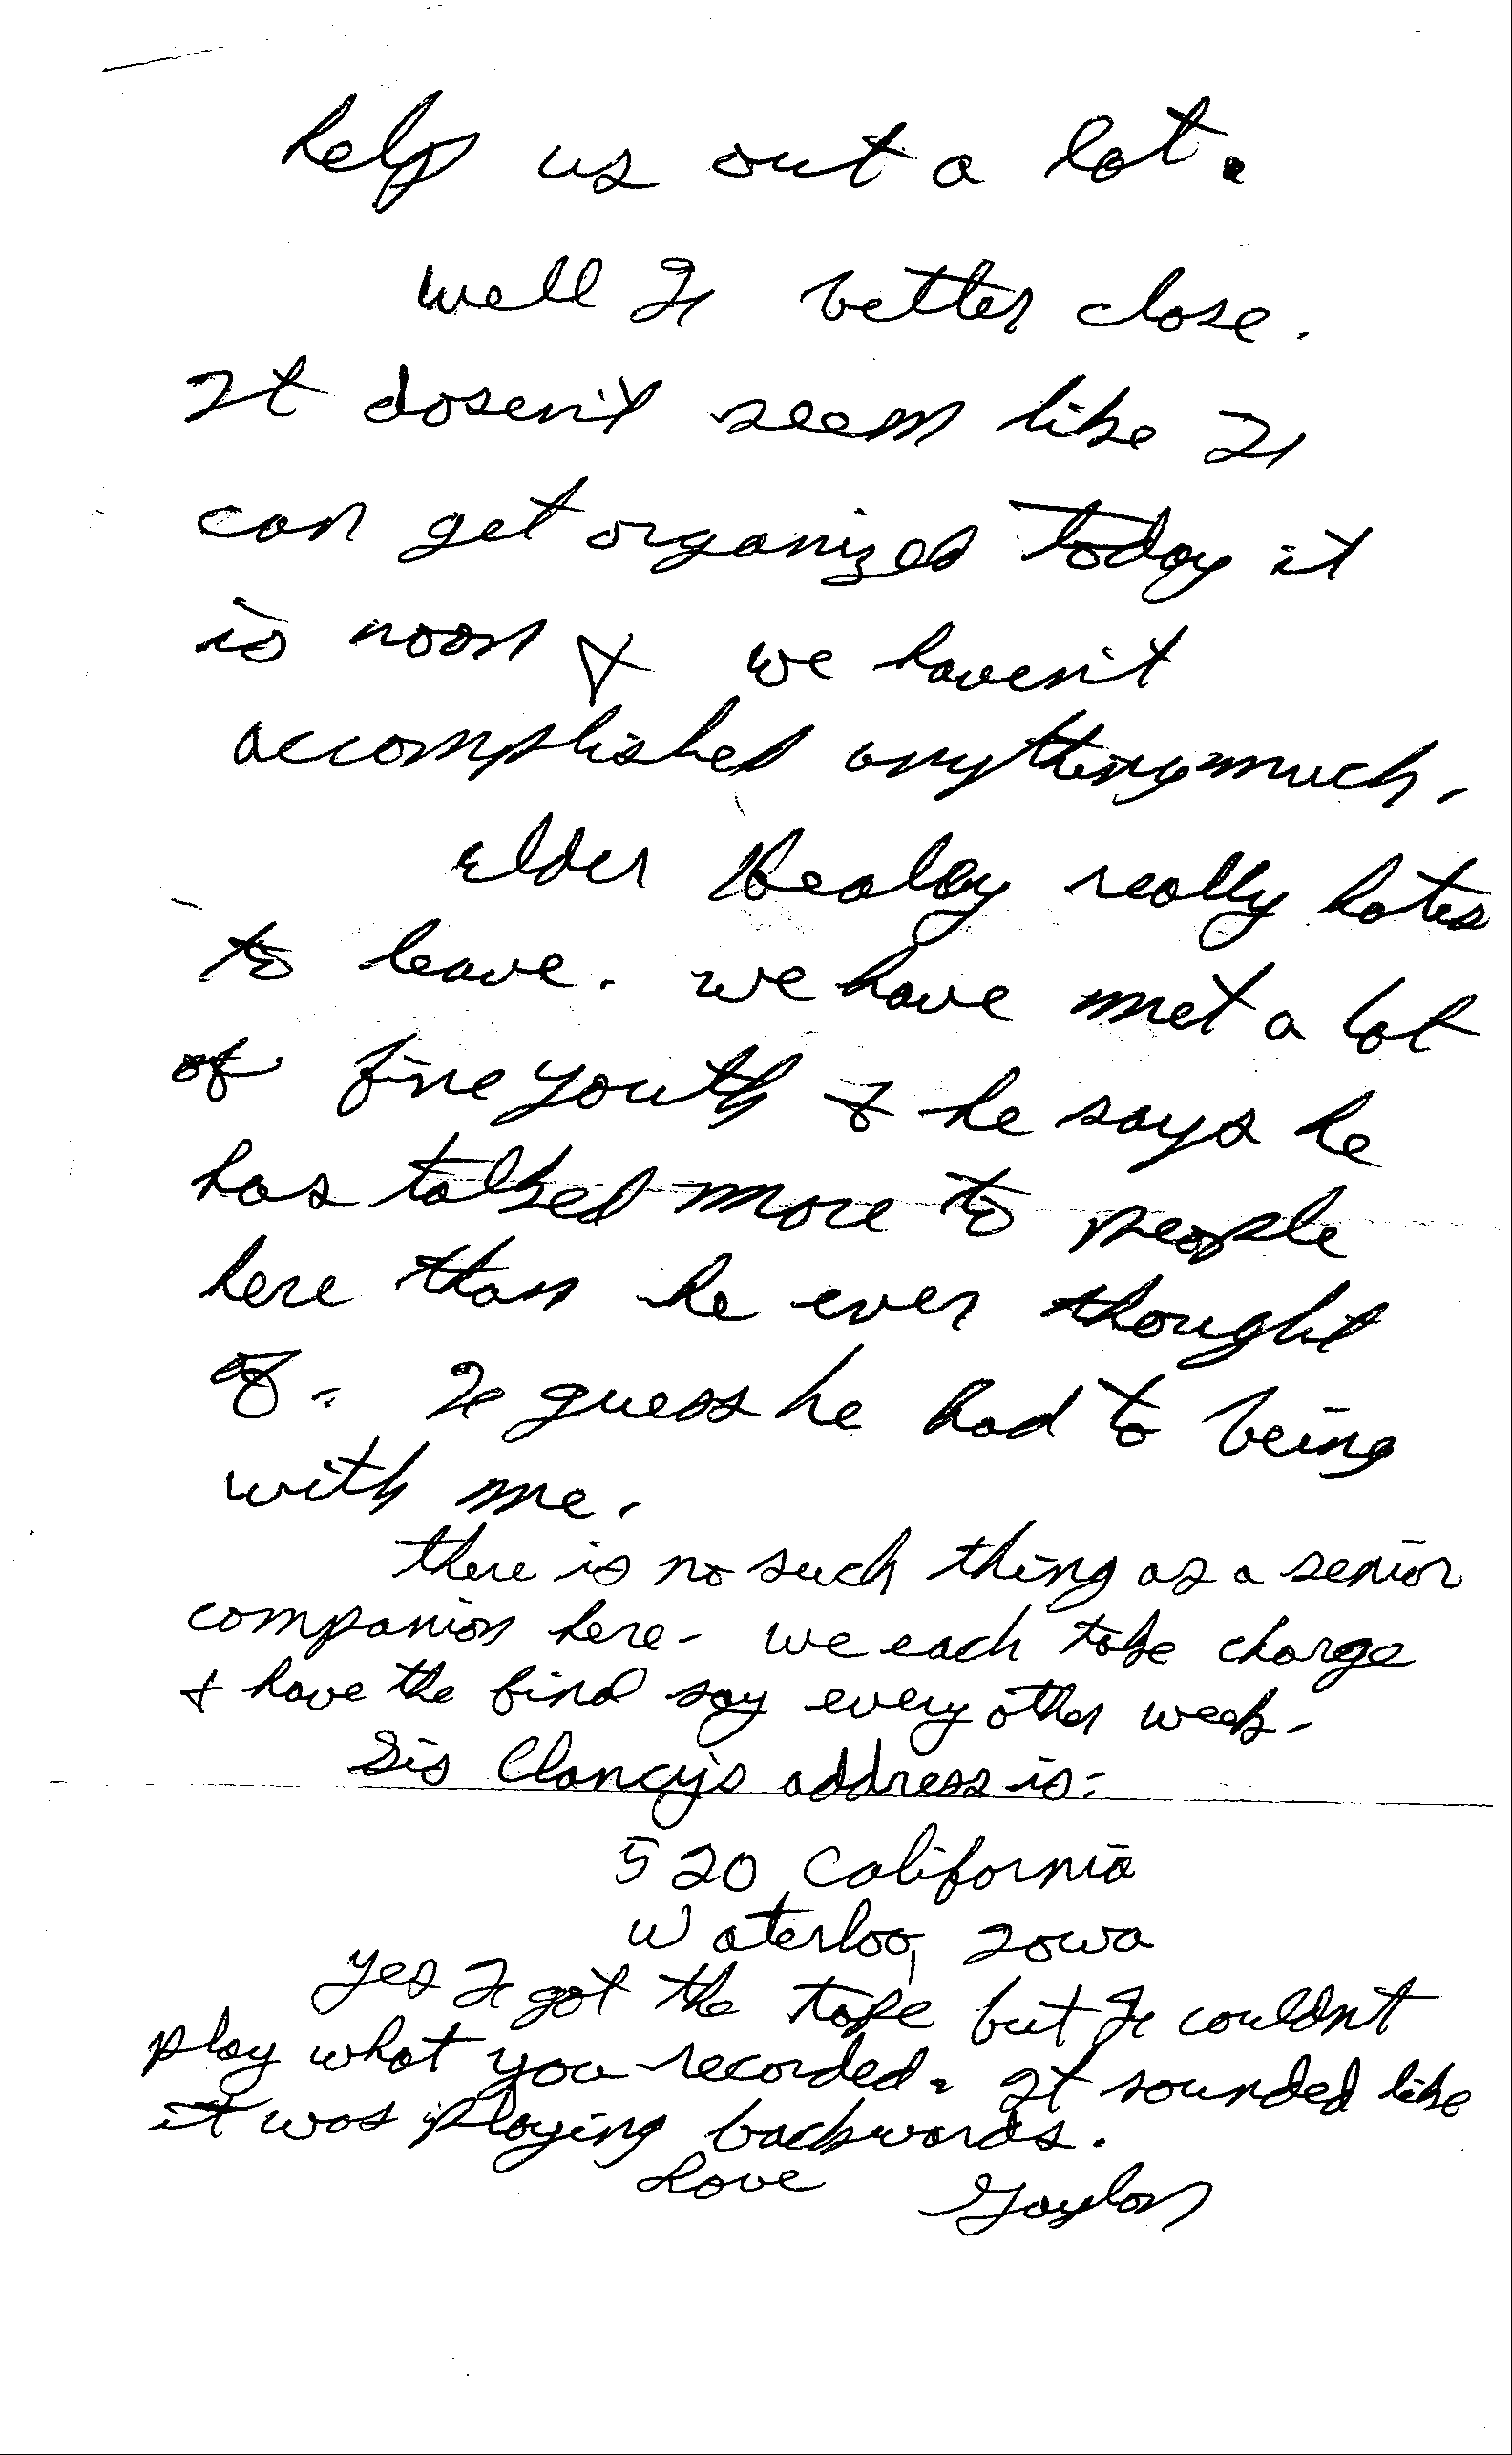 help us out a lot.
well I better close.
It dosen't seem like I
can get organized today it
is noon & we haven't
accomplished anything much.
Elder Healey really hates
to leave. we have met a lot
of fine youth & he says he
has talked more to people
here than he ever thought
of. I guess he had to being
with me.
there is no such thing as a senior
companion here- we each take charge
& have the final say every other week-
Sis Clancy's address is:
520 California
Waterloo, Iowa
Yes I got the tape but I couldnt
play what you recorded. It sounded like
it was playing backwards.
Love Gaylon